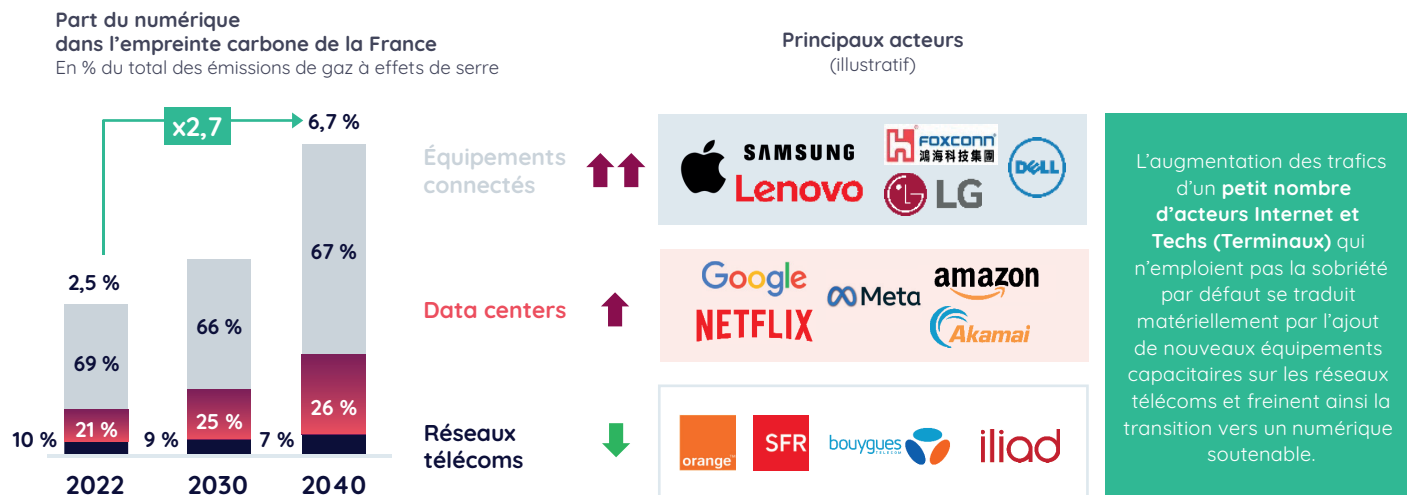 Part du numérique
dans l'empreinte carbone de la France
En % du total des émissions de gaz à effets de serre
x2,7
6,7 %
67 %
26 %
7 %
2,5 %
69 %
21 %
10 %
66 %
25 %
9 %
2022
2030
2040
Équipements
connectés
Data centers
Réseaux
télécoms
Principaux acteurs
(illustratif)
SAMSUNG
Lenovo
FOXCONN
鴻海科技集團
LG
DELL
Google
NETFLIX
Meta
amazon
Akamai
orange™
SFR
bouygues
TELECOM
iliad
L'augmentation des trafics
d'un petit nombre
d'acteurs Internet et
Techs (Terminaux) qui
n'emploient pas la sobriété
par défaut se traduit
matériellement par l'ajout
de nouveaux équipements
capacitaires sur les réseaux
télécoms et freinent ainsi la
transition vers un numérique
soutenable.